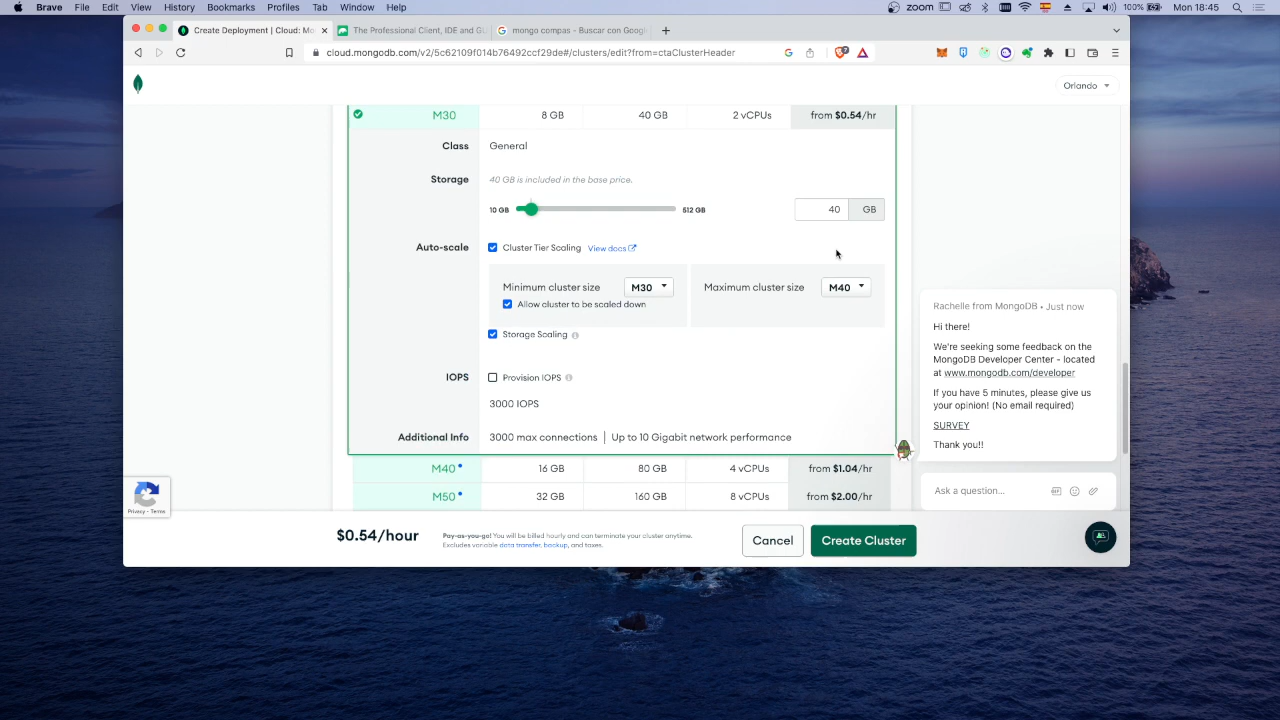 Brave File Edit View History Bookmarks Profiles Tab Window Help zoom 100% Mon 18:45
Create Deployment | Cloud: Mo
The Professional Client, IDE and GU
mongo compas - Buscar con Google
cloud.mongodb.com/v2/5c62109f014b76492ccf29de#/clusters/edit?from=ctaClusterHeader
Orlando
M30 8 GB 40 GB 2 vCPUs from $0.54/hr
Class General
Storage 40 GB is included in the base price.
10 GB 512 GB 40 GB
Auto-scale Cluster Tier Scaling View docs
Minimum cluster size M30 Maximum cluster size M40
Allow cluster to be scaled down
Storage Scaling
IOPS Provision IOPS
3000 IOPS
Additional Info 3000 max connections | Up to 10 Gigabit network performance
M40 16 GB 80 GB 4 vCPUs from $1.04/hr
M50 32 GB 160 GB 8 vCPUs from $2.00/hr
Rachelle from MongoDB • Just now
Hi there!
We're seeking some feedback on the
MongoDB Developer Center - located
at www.mongodb.com/developer
If you have 5 minutes, please give us
your opinion! (No email required)
SURVEY
Thank you!!
Ask a question...
GIF
Privacy - Terms
$0.54/hour
Pay-as-you-go! You will be billed hourly and can terminate your cluster anytime.
Excludes variable data transfer, backup, and taxes.
Cancel
Create Cluster